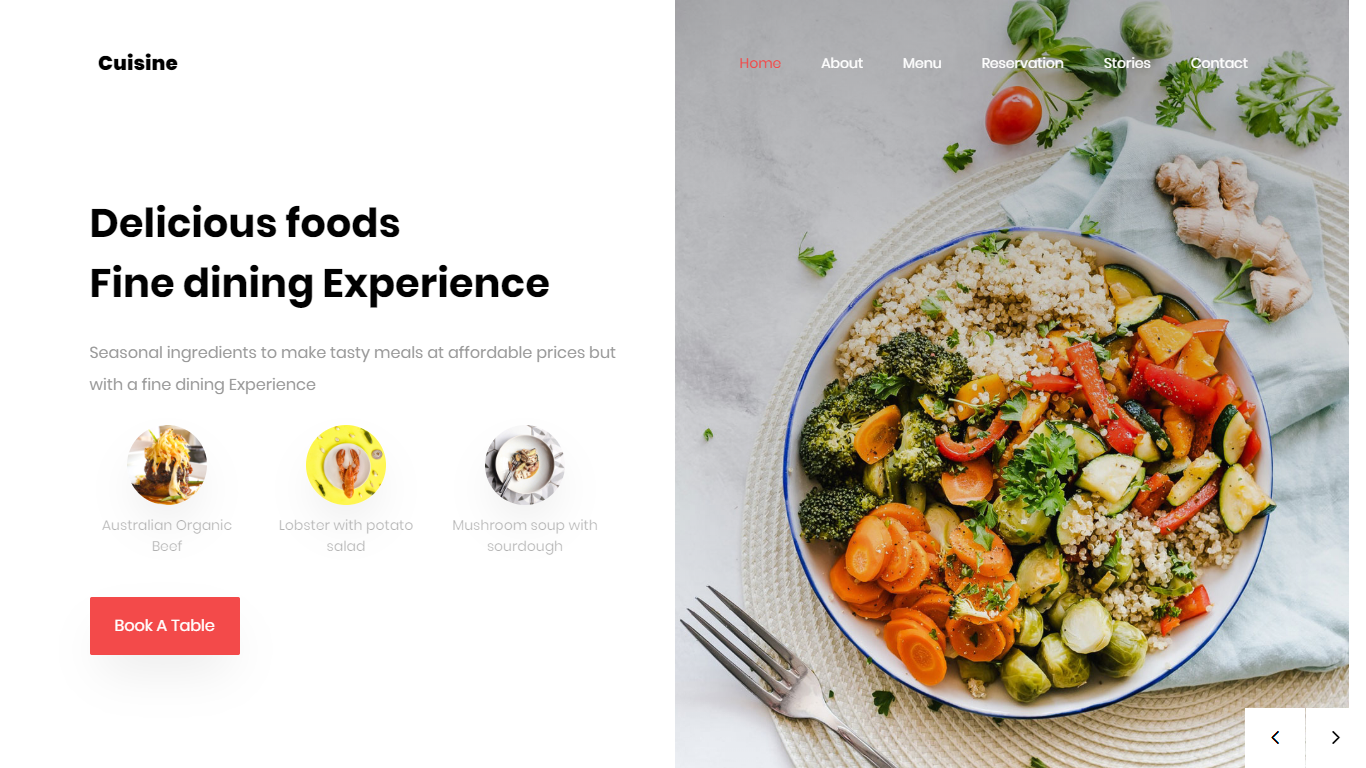 Cuisine
Home About Menu Reservation Stories Contact
Delicious foods
Fine dining Experience
Seasonal ingredients to make tasty meals at affordable prices but
with a fine dining Experience
Australian Organic
Beef
Lobster with potato
salad
Mushroom soup with
sourdough
Book A Table